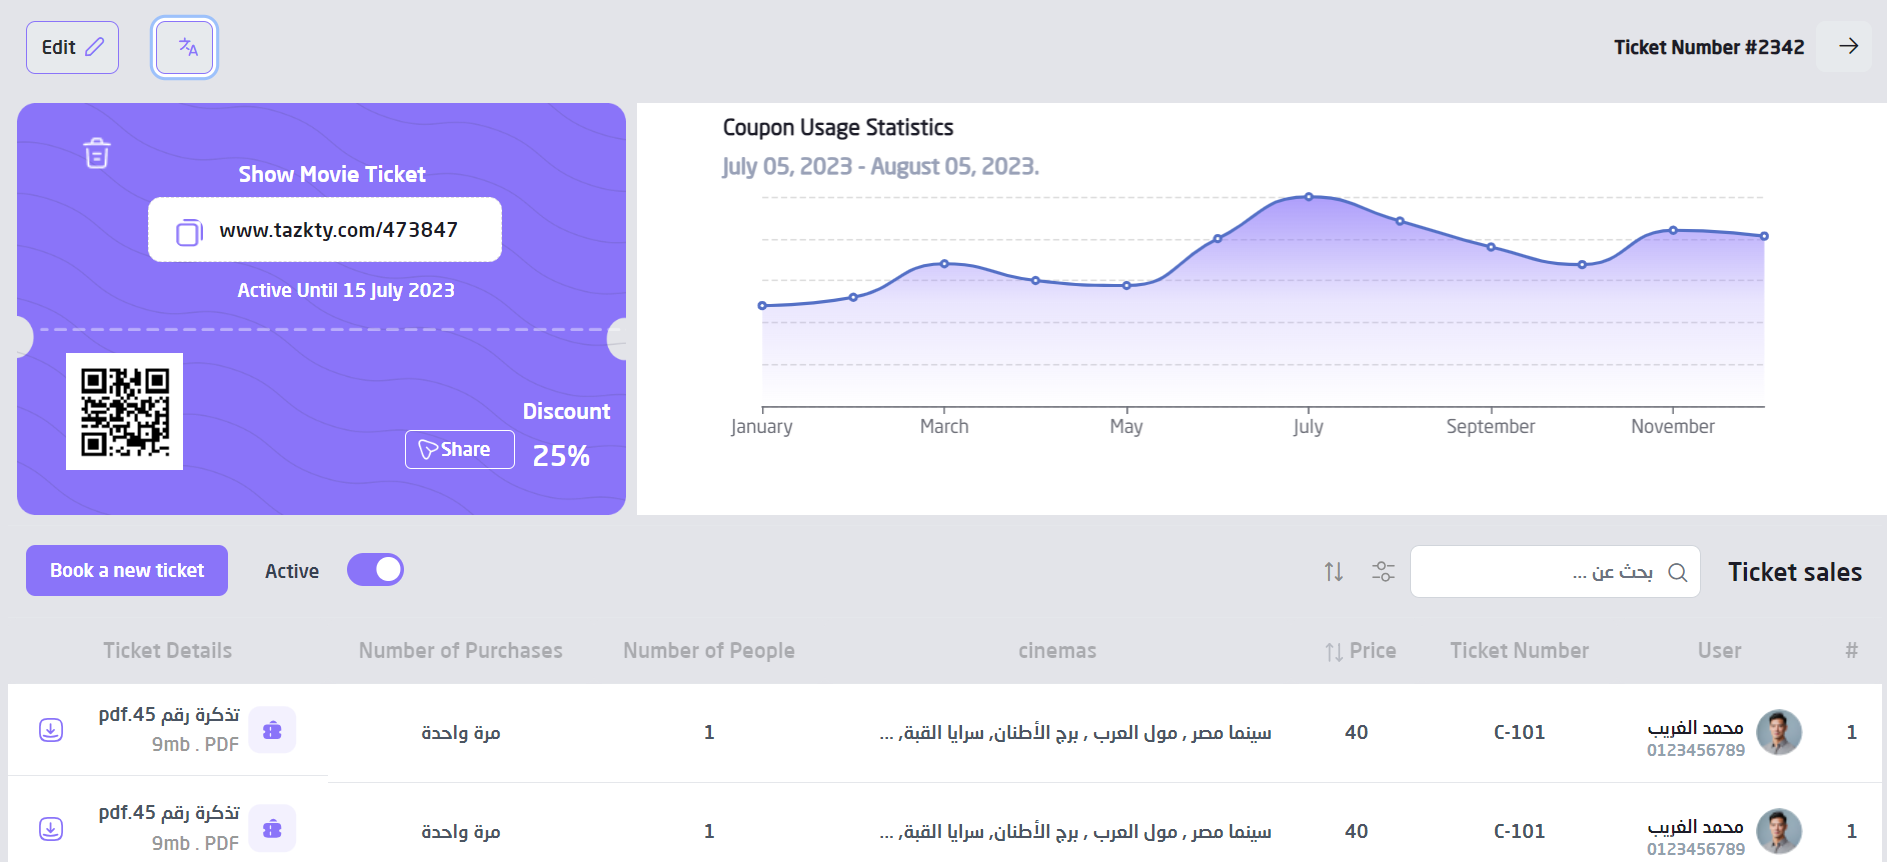 Edit
Ticket Number #2342
Show Movie Ticket
www.tazkty.com/473847
Active Until 15 July 2023
Discount
Share
25%
Coupon Usage Statistics
July 05, 2023 - August 05, 2023.
January March May July September November
Book a new ticket
Active
بحث عن ...
Ticket sales
Ticket Details Number of Purchases Number of People cinemas Price Ticket Number User #
تذكرة رقم 45.pdf
9mb . PDF
مرة واحدة
1
سينما مصر , مول العرب , برج الأطنان, سرايا القبة, ...
40
C-101
محمد الغريب
0123456789
1
تذكرة رقم 45.pdf
9mb . PDF
مرة واحدة
1
سينما مصر , مول العرب , برج الأطنان, سرايا القبة, ...
40
C-101
محمد الغريب
0123456789
1